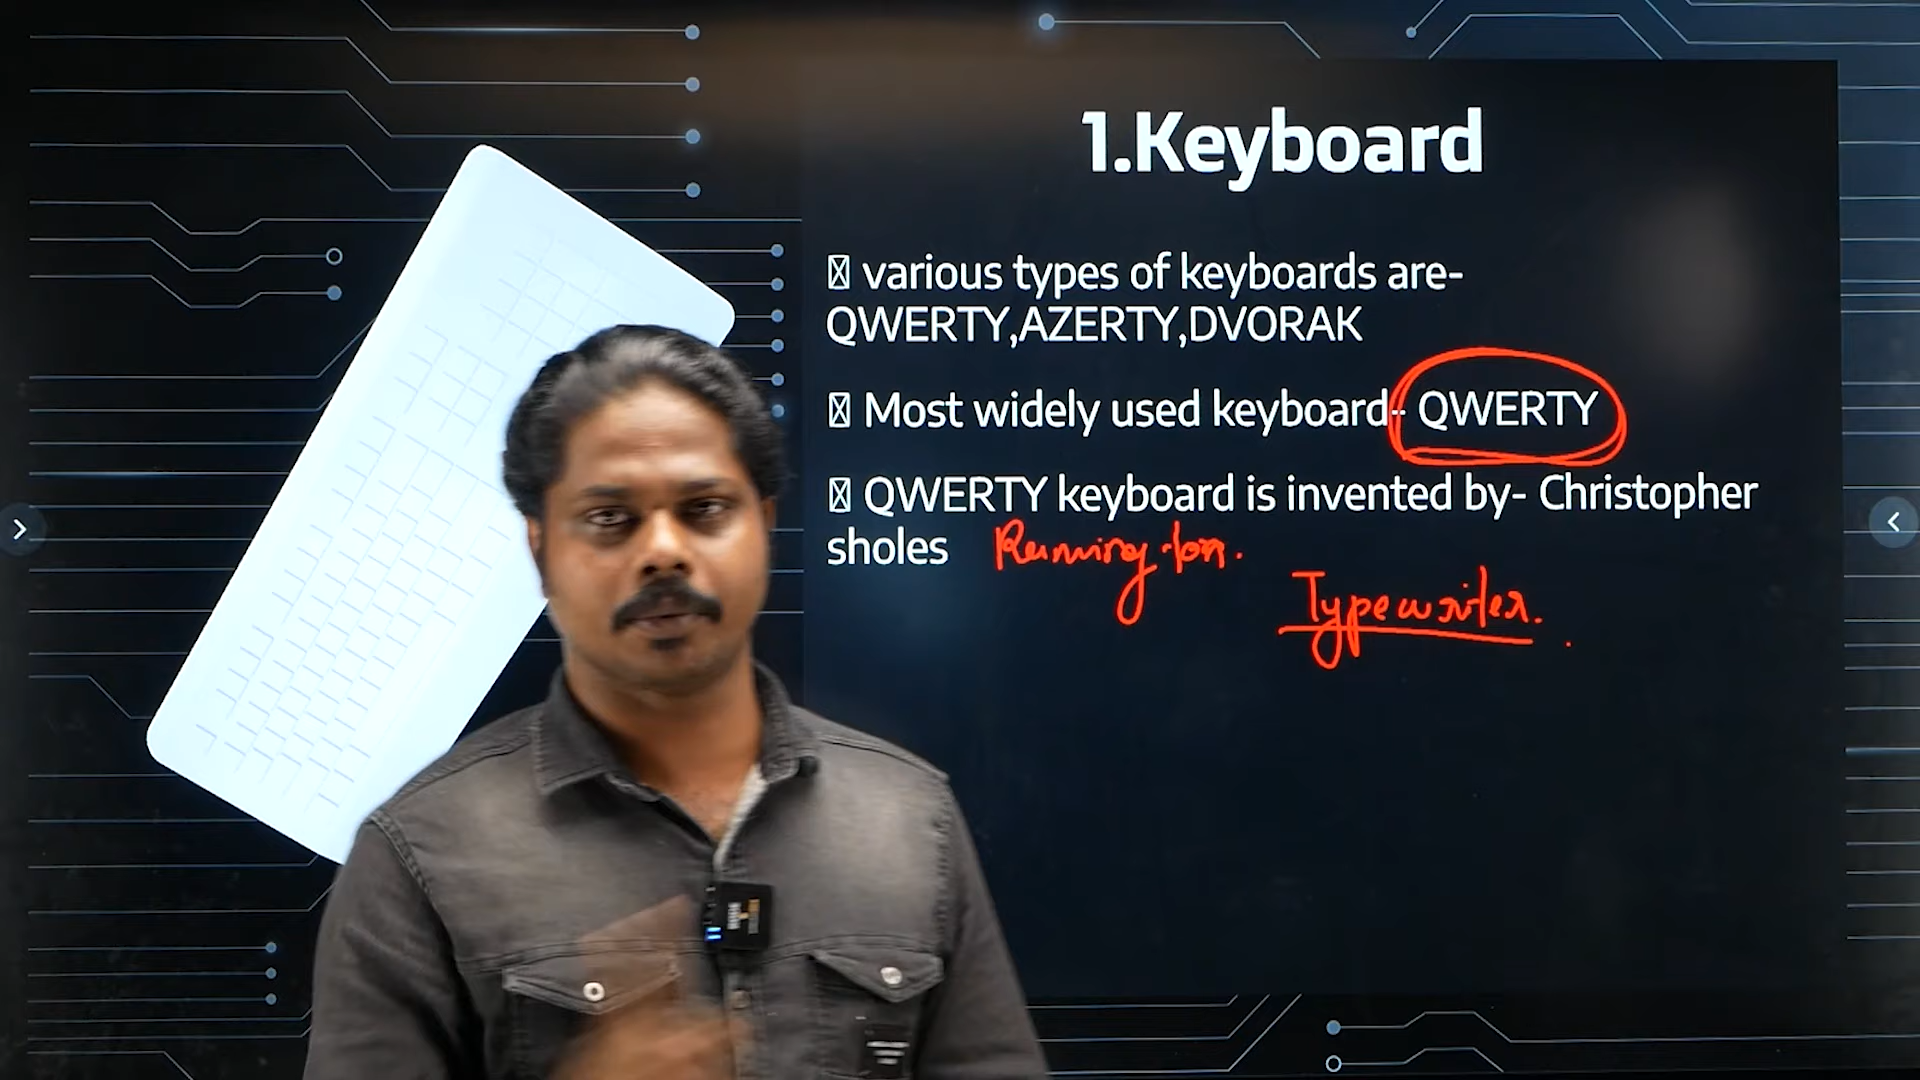 1.Keyboard
various types of keyboards are-
QWERTY,AZERTY,DVORAK
Most widely used keyboard- QWERTY
QWERTY keyboard is invented by- Christopher
sholes
Remington.
Typewriter.